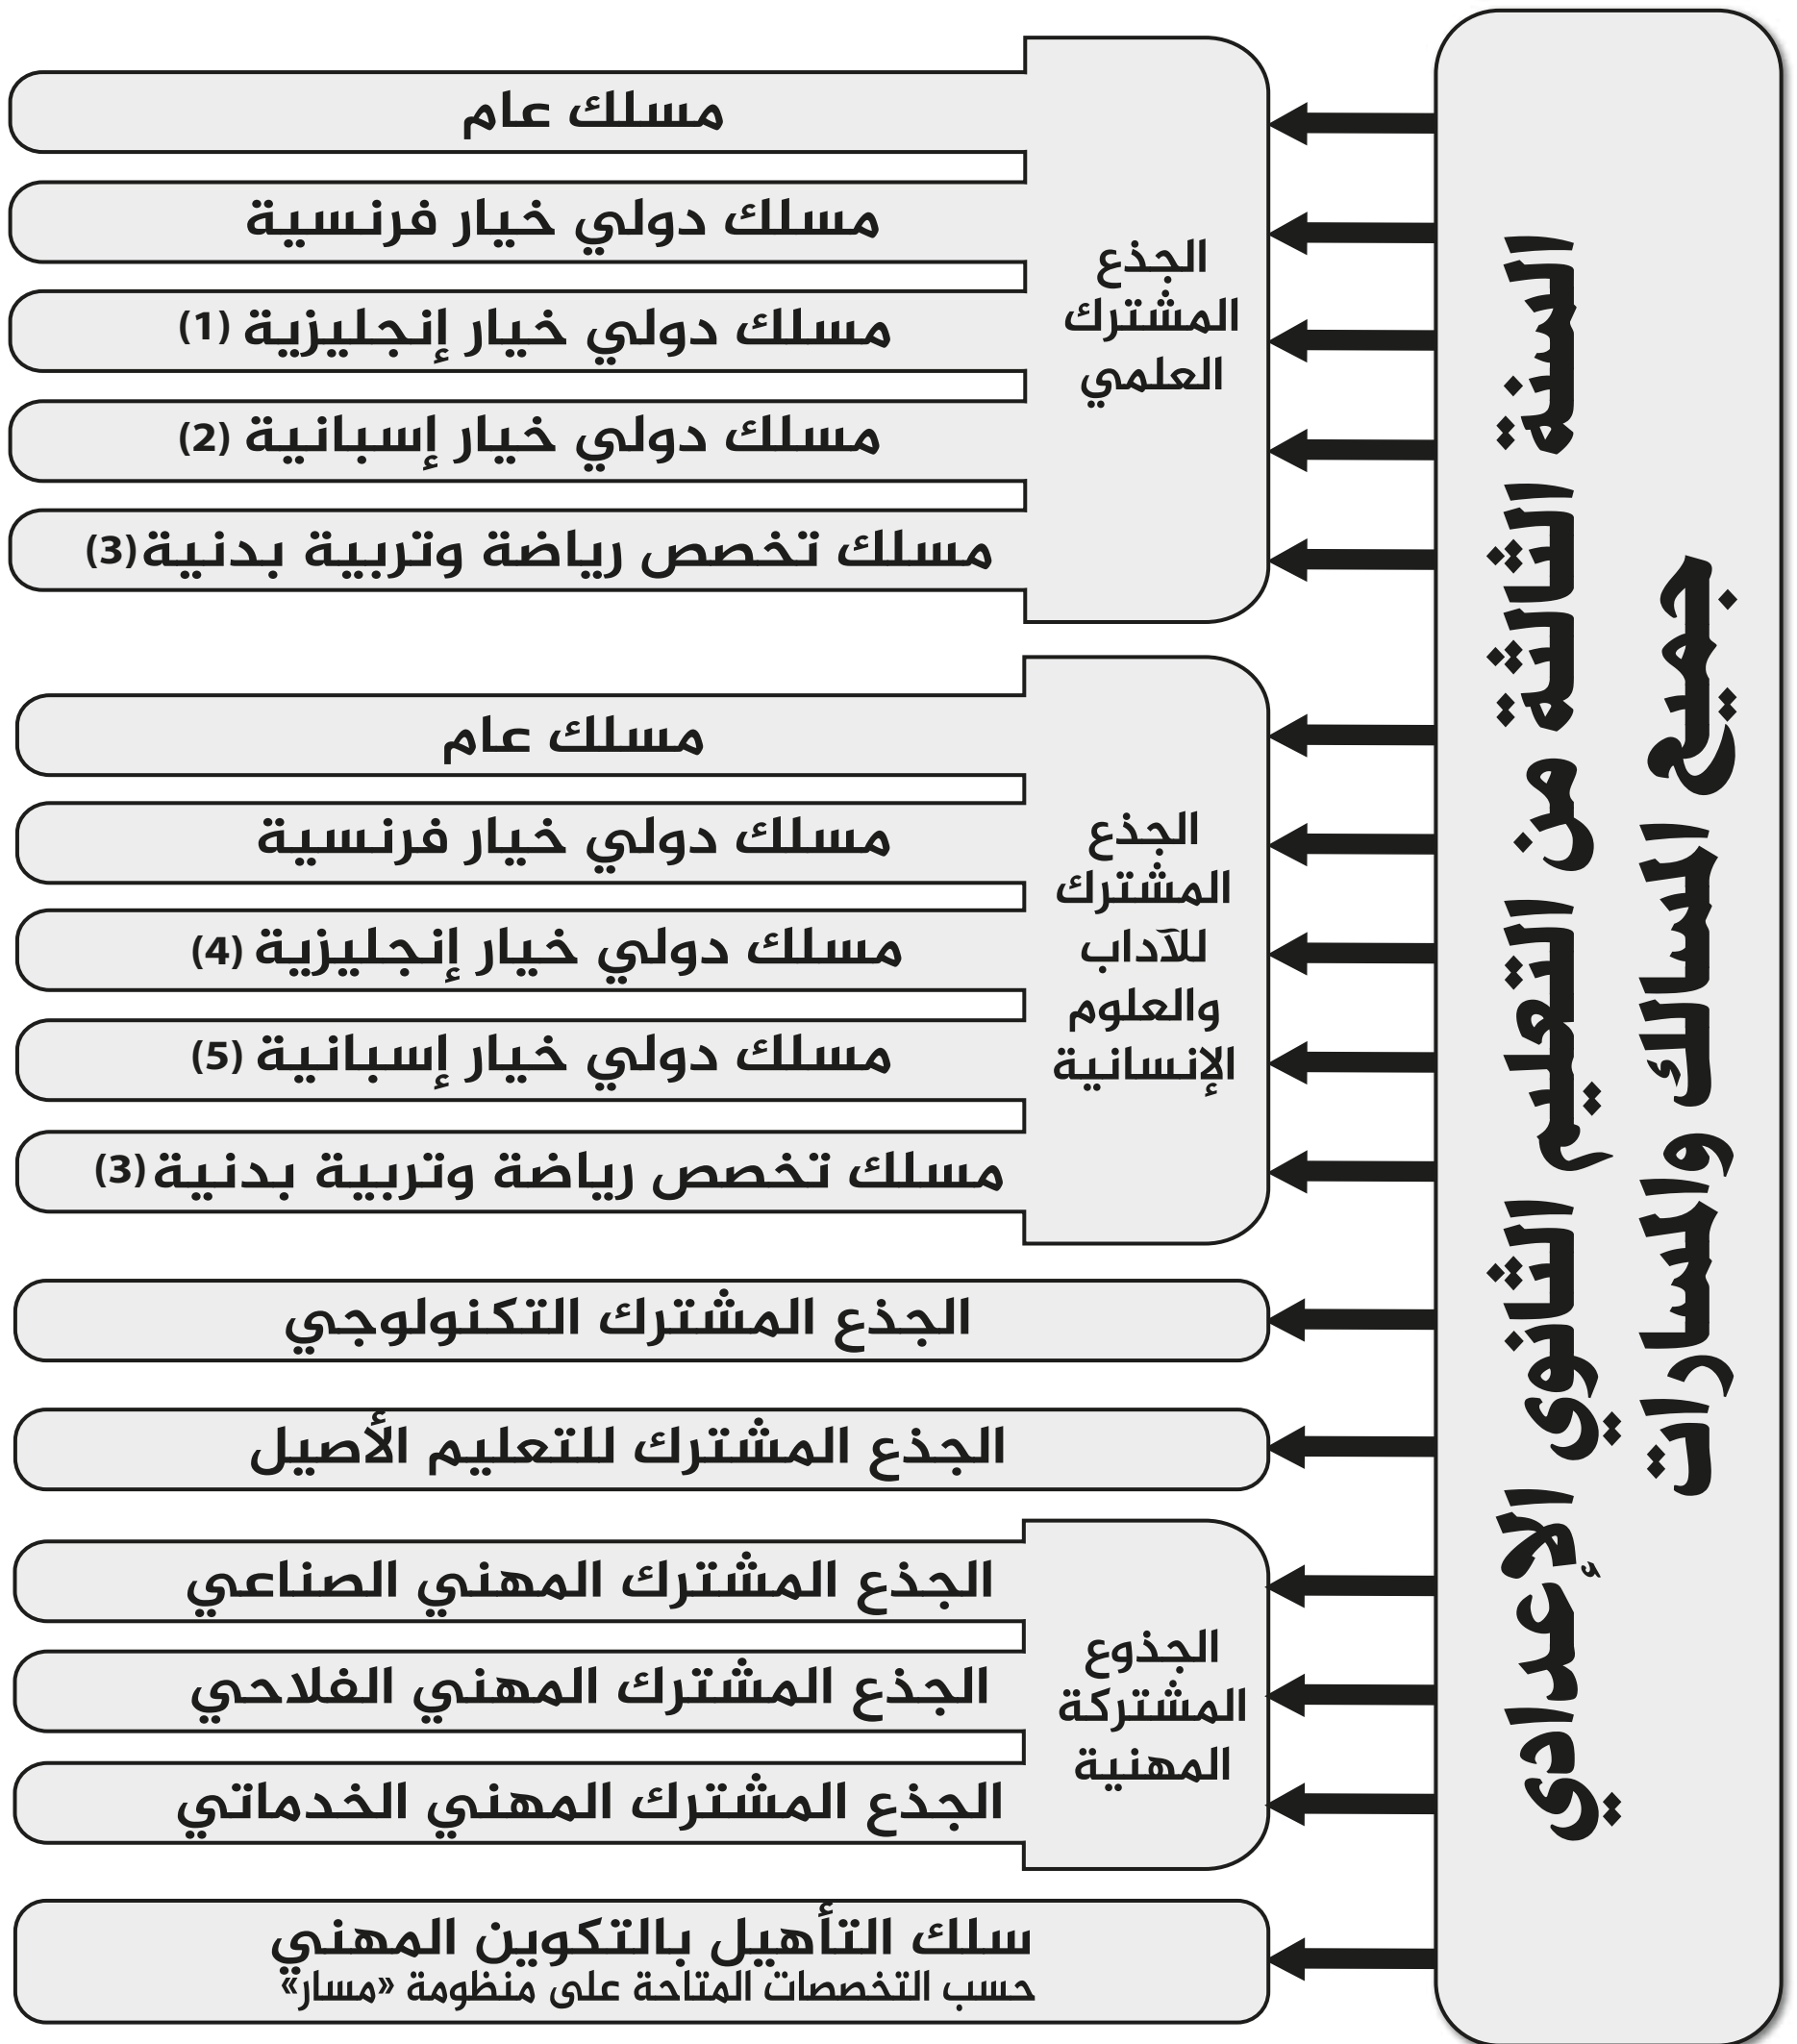 جميع المسالك والمسارات
السنة الثالثة من التعليم الثانوي الإعدادي
الجذع
المشترك
العلمي
مسلك عام
مسلك دولي خيار فرنسية
مسلك دولي خيار إنجليزية (1)
مسلك دولي خيار إسبانية (2)
مسلك تخصص رياضة وتربية بدنية (3)
الجذع
المشترك
للآداب
والعلوم
الإنسانية
مسلك عام
مسلك دولي خيار فرنسية
مسلك دولي خيار إنجليزية (4)
مسلك دولي خيار إسبانية (5)
مسلك تخصص رياضة وتربية بدنية (3)
الجذع المشترك التكنولوجي
الجذع المشترك للتعليم الأصيل
الجذوع
المشتركة
المهنية
الجذع المشترك المهني الصناعي
الجذع المشترك المهني الفلاحي
الجذع المشترك المهني الخدماتي
سلك التأهيل بالتكوين المهني
حسب التخصصات المتاحة على منظومة «مسار»